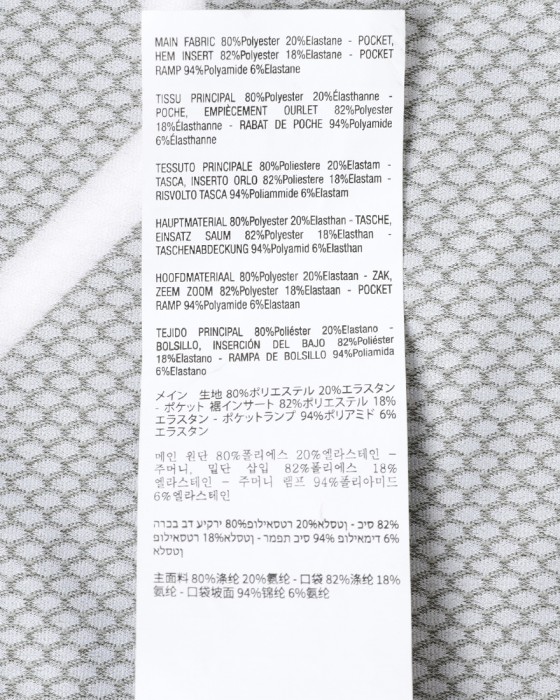 MAIN FABRIC 80%Polyester 20%Elastane - POCKET,
HEM INSERT 82%Polyester 18%Elastane - POCKET
RAMP 94%Polyamide 6%Elastane
TISSU PRINCIPAL 80%Polyester 20%Élasthanne -
POCHE, EMPIÈCEMENT OURLET 82%Polyester
18%Élasthanne - RABAT DE POCHE 94%Polyamide
6%Élasthanne
TESSUTO PRINCIPALE 80%Poliestere 20%Elastam -
TASCA, INSERTO ORLO 82%Poliestere 18%Elastam -
RISVOLTO TASCA 94%Poliammide 6%Elastam
HAUPTMATERIAL 80%Polyester 20%Elasthan - TASCHE,
EINSATZ SAUM 82%Polyester 18%Elasthan -
TASCHENABDECKUNG 94%Polyamid 6%Elasthan
HOOFDMATERIAAL 80%Polyester 20%Elastaan - ZAK,
ZEEM ZOOM 82%Polyester 18%Elastaan - POCKET
RAMP 94%Polyamide 6%Elastaan
TEJIDO PRINCIPAL 80%Poliéster 20%Elastano -
BOLSILLO, INSERCIÓN DEL BAJO 82%Poliéster
18%Elastano - RAMPA DE BOLSILLO 94%Poliamida
6%Elastano
メイン 生地 80%ポリエステル 20%エラスタン
- ポケット 裾インサート 82%ポリエステル 18%
エラスタン - ポケットランプ 94%ポリアミド 6%
エラスタン
메인 원단 80%폴리에스 20%엘라스테인 -
주머니, 밑단 삽입 82%폴리에스 18%
엘라스테인 - 주머니 램프 94%폴리아미드
6%엘라스테인
主面料 80%涤纶 20%氨纶 - 口袋 82%涤纶 18%
氨纶 - 口袋坡面 94%锦纶 6%氨纶